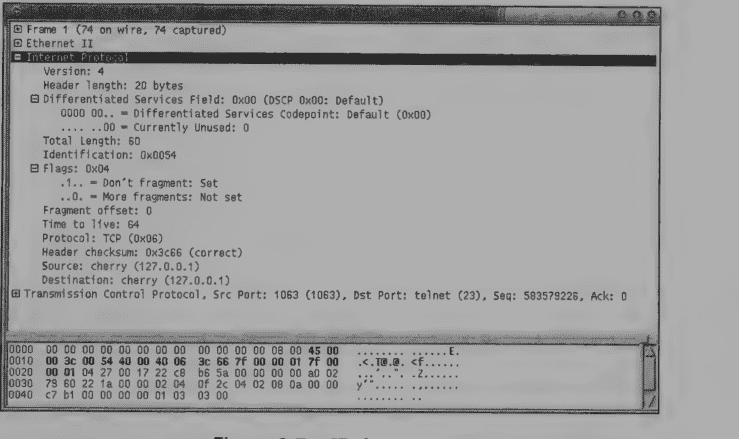 Frame 1 (74 on wire, 74 captured)
Ethernet II
Internet Protocol
Version: 4
Header length: 20 bytes
Differentiated Services Field: 0x00 (DSCP 0x00: Default)
0000 00.. = Differentiated Services Codepoint: Default (0x00)
.... ..00 = Currently Unused: 0
Total Length: 60
Identification: 0x0054
Flags: 0x04
.1.. = Don't fragment: Set
..0. = More fragments: Not set
Fragment offset: 0
Time to live: 64
Protocol: TCP (0x06)
Header checksum: 0x3c66 (correct)
Source: cherry (127.0.0.1)
Destination: cherry (127.0.0.1)
Transmission Control Protocol, Src Port: 1063 (1063), Dst Port: telnet (23), Seq: 583579226, Ack: 0
0000 00 00 00 00 00 00 00 00 00 00 00 00 08 00 45 00 ........ ......E.
0010 00 3c 00 54 40 00 40 06 3c 66 7f 00 00 01 7f 00 .<.T@.@. <f......
0020 00 01 04 27 00 17 22 c8 b6 5a 00 00 00 00 a0 02 ...'..". .Z......
0030 79 60 22 1a 00 00 02 04 0f 2c 04 02 08 0a 00 00 y`"..... .,......
0040 c7 b1 00 00 00 00 01 03 03 00 ........ ..